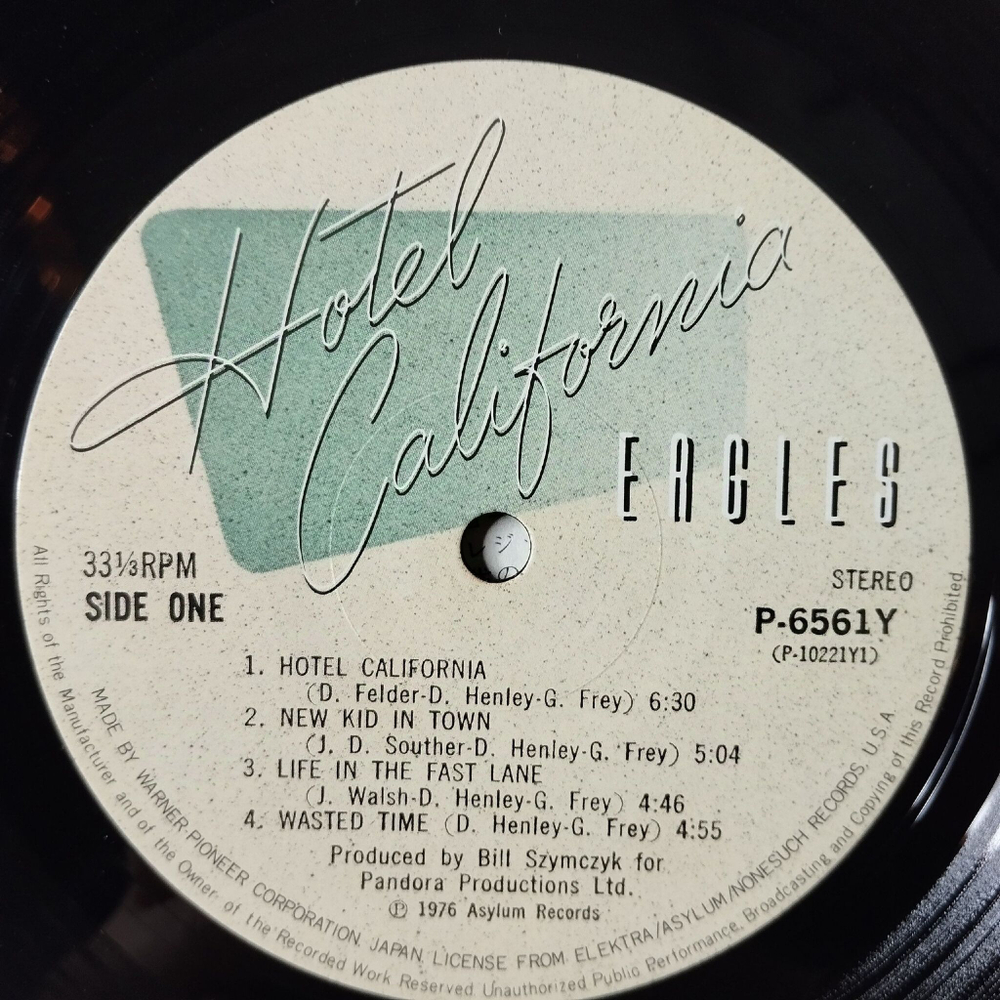 Hotel
California
EAGLES
33⅓RPM
SIDE ONE
STEREO
P-6561Y
(P-10221Y1)
1. HOTEL CALIFORNIA
(D. Felder-D. Henley-G. Frey) 6:30
2. NEW KID IN TOWN
(J. D. Souther-D. Henley-G. Frey) 5:04
3. LIFE IN THE FAST LANE
(J. Walsh-D. Henley-G. Frey) 4:46
4. WASTED TIME (D. Henley-G. Frey) 4:55
Produced by Bill Szymczyk for
Pandora Productions Ltd.
Ⓟ 1976 Asylum Records
MADE BY WARNER PIONEER CORPORATION, JAPAN, LICENSE FROM ELEKTRA/ASYLUM/NONESUCH RECORDS, U.S.A
All Rights of the Manufacturer and of the Owner of the Recorded Work Reserved Unauthorized Public Performance, Broadcasting and Copying of this Record Prohibited